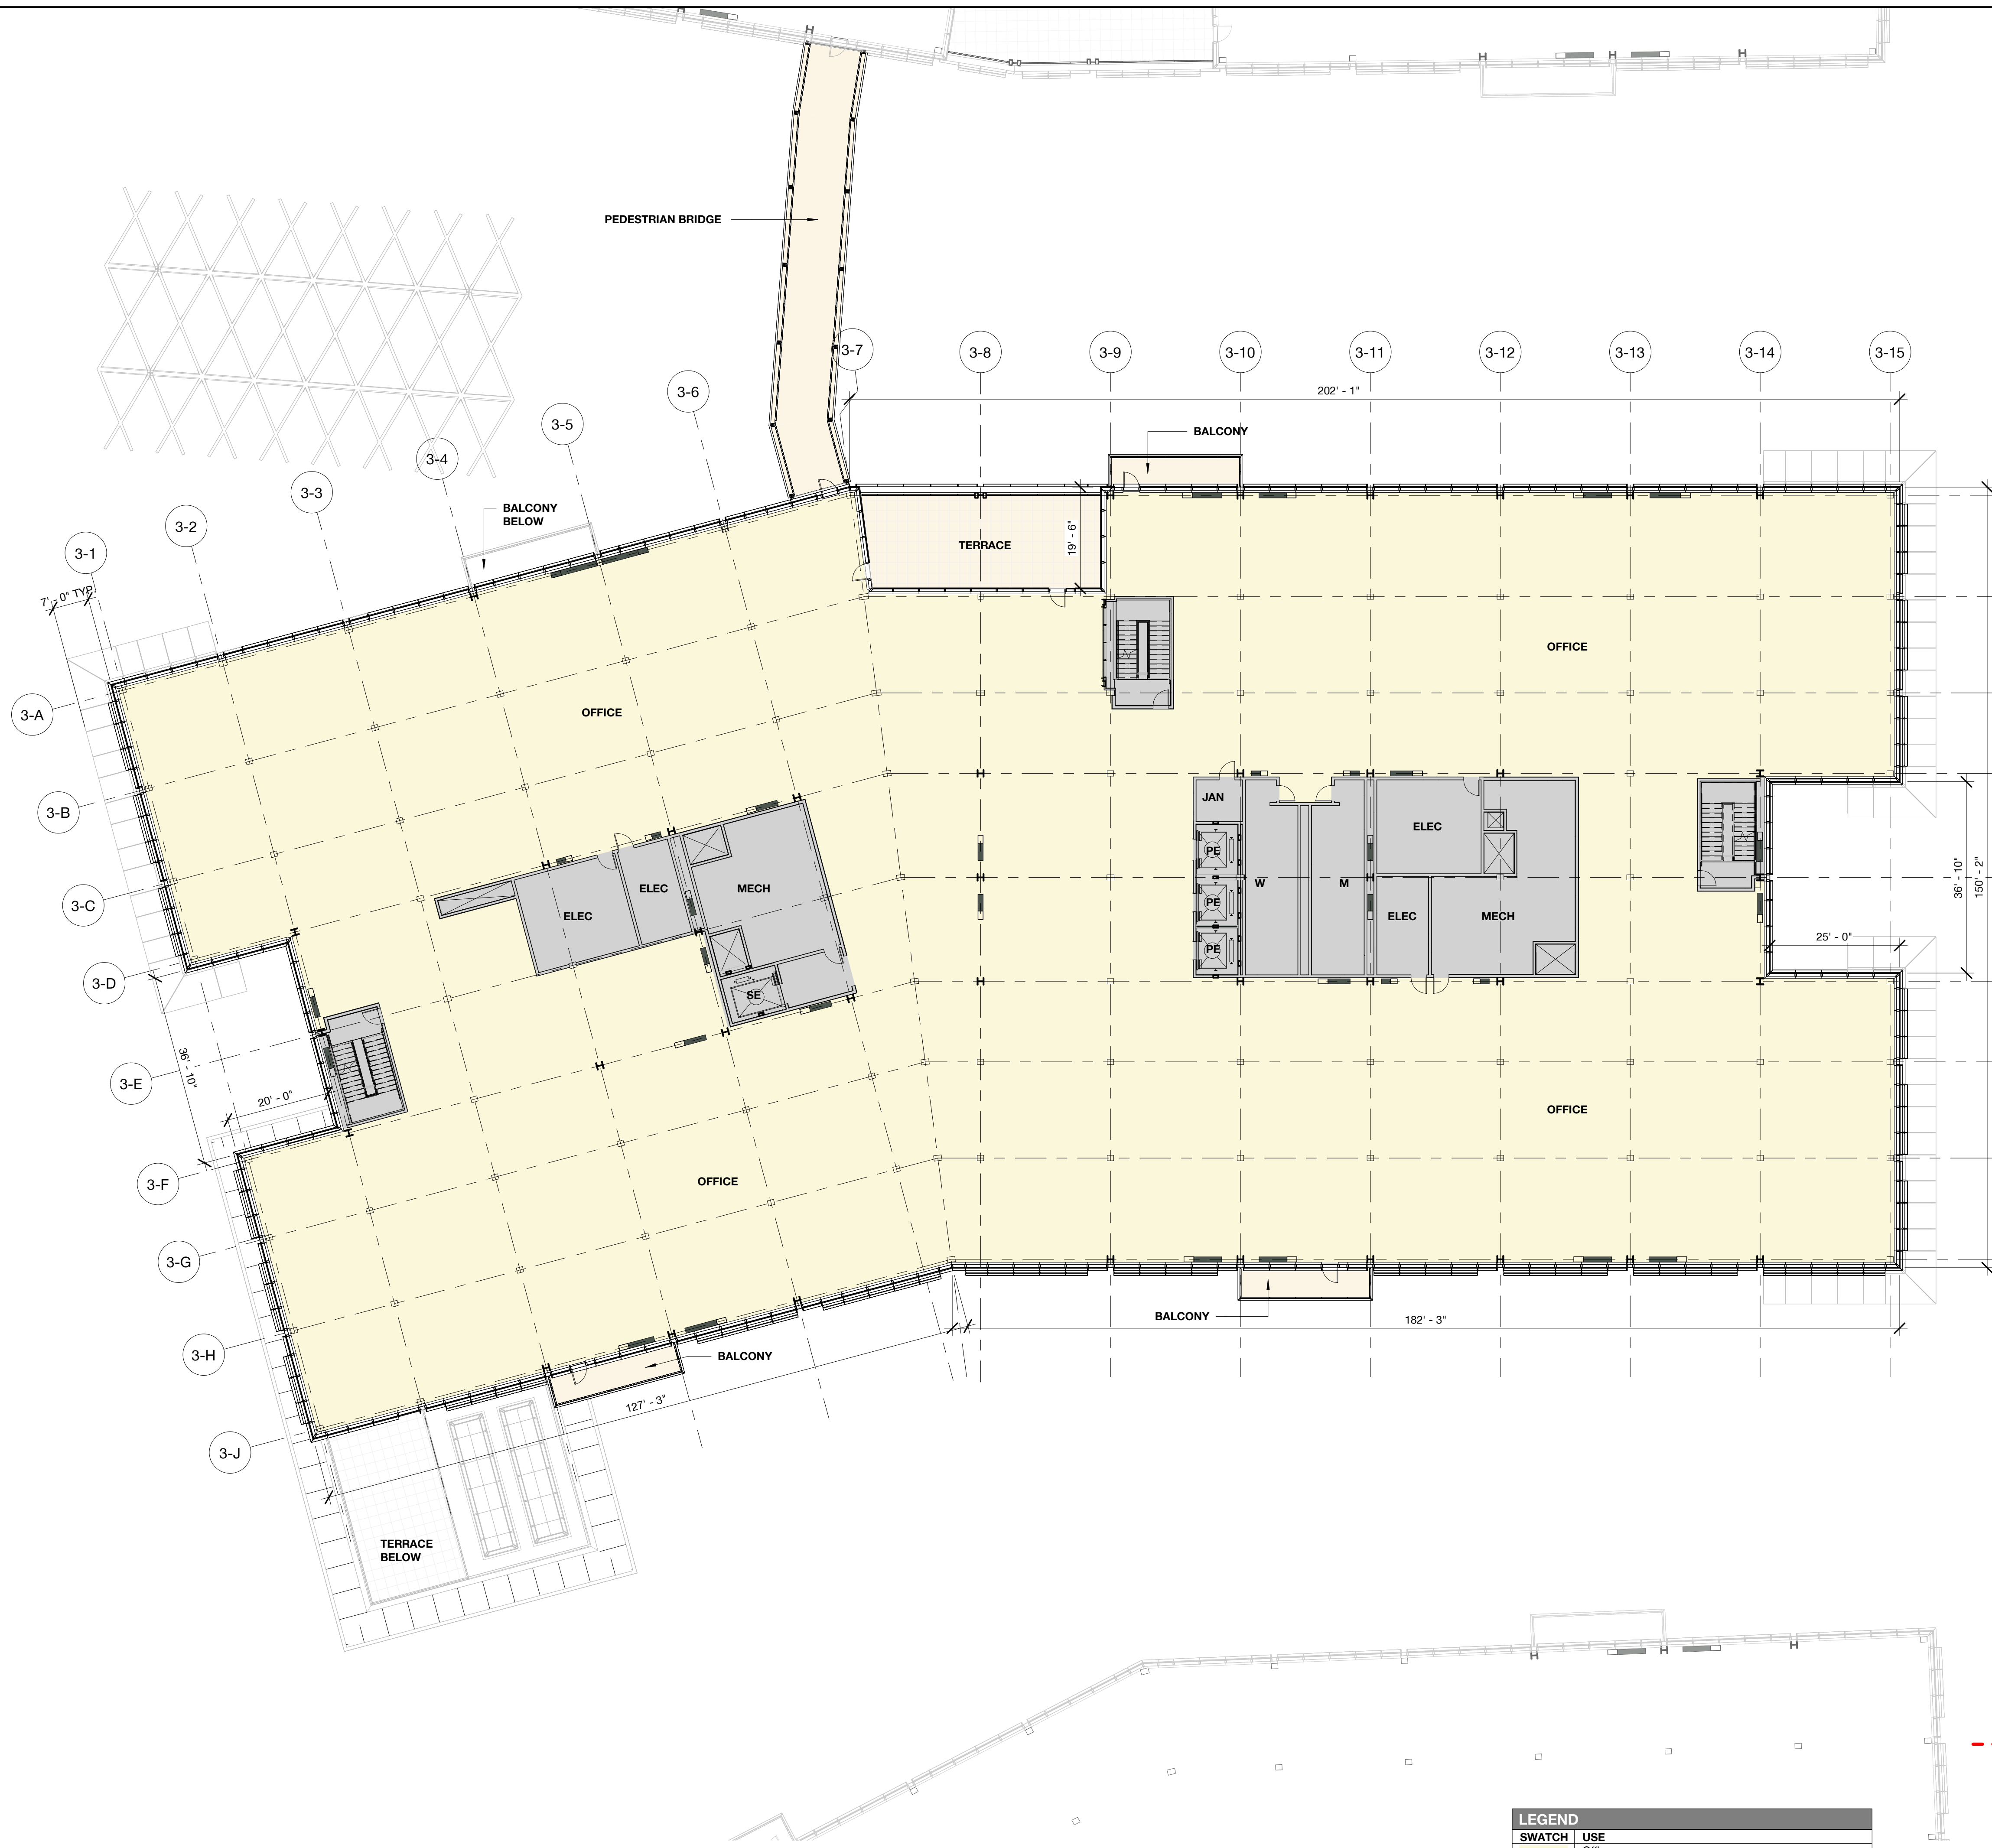 PEDESTRIAN BRIDGE
3-7
3-8
3-9
3-10
3-11
3-12
3-13
3-14
3-15
3-6
202' - 1"
3-5
BALCONY
3-4
3-3
BALCONY
BELOW
3-2
TERRACE
19' - 6"
3-1
7' - 0" TYP.
OFFICE
3-A
OFFICE
JAN
3-B
ELEC
PE
ELEC
MECH
W
M
36' - 10"
150' - 2"
3-C
PE
ELEC
ELEC
MECH
25' - 0"
PE
3-D
SE
36' - 10"
3-E
20' - 0"
OFFICE
3-F
OFFICE
3-G
BALCONY
182' - 3"
3-H
BALCONY
127' - 3"
3-J
TERRACE
BELOW
LEGEND
SWATCH USE